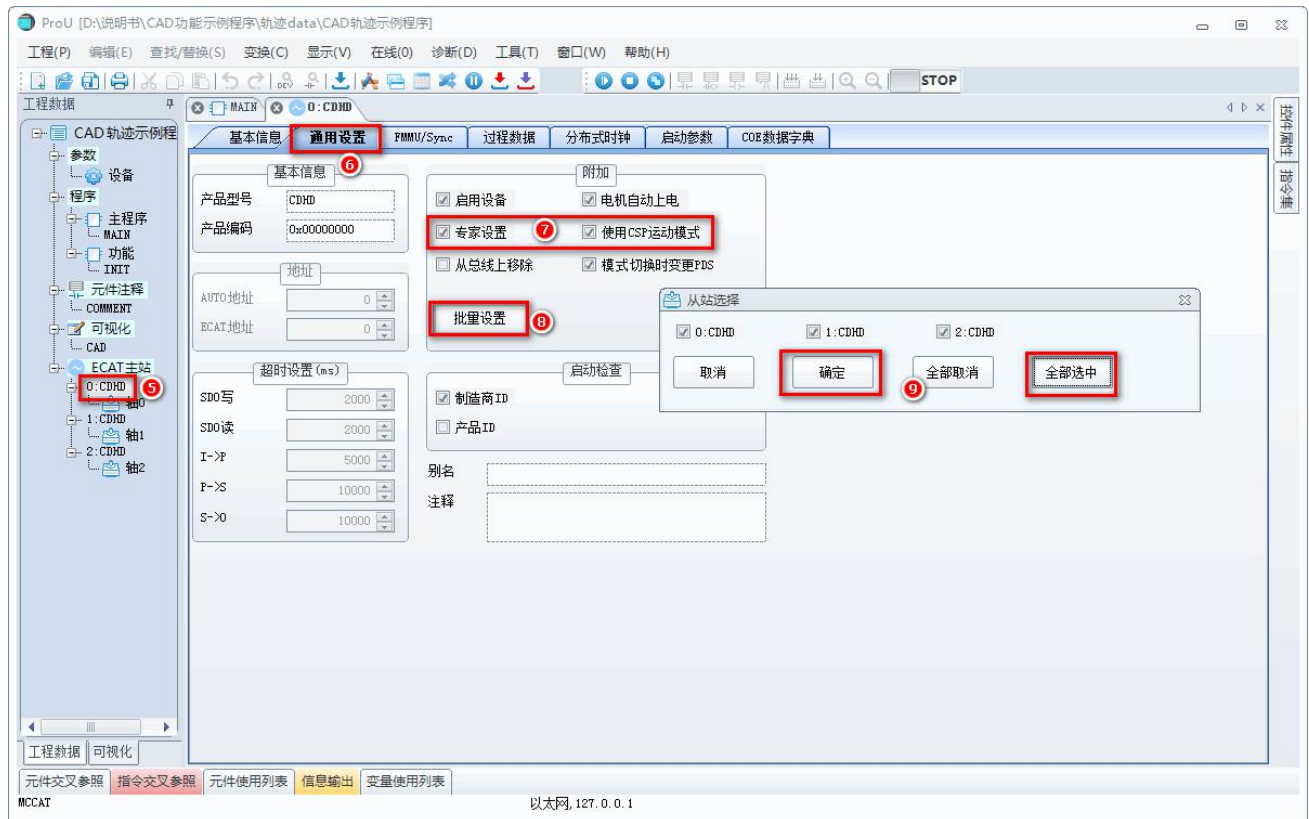 ProU [D:\说明书\CAD功能示例程序\轨迹data\CAD轨迹示例程序]
工程(P) 编辑(E) 查找/替换(S) 变换(C) 显示(V) 在线(O) 诊断(D) 工具(T) 窗口(W) 帮助(H)
DEV STOP
工程数据
MAIN 0:CDHD
CAD轨迹示例程
参数
设备
程序
主程序
MAIN
功能
INIT
元件注释
COMMENT
可视化
CAD
ECAT主站
0:CDHD ⑤
轴0
1:CDHD
轴1
2:CDHD
轴2
工程数据 可视化
基本信息 通用设置 FMMU/Sync 过程数据 分布式时钟 启动参数 COE数据字典
⑥
基本信息
产品型号 CDHD
产品编码 0x00000000
地址
AUTO地址 0
ECAT地址 0
超时设置(ms)
SDO写 2000
SDO读 2000
I->P 5000
P->S 10000
S->O 10000
附加
启用设备 电机自动上电
专家设置 ⑦ 使用CSP运动模式
从总线上移除 模式切换时变更PDS
批量设置 ⑧
启动检查
制造商ID
产品ID
别名
注释
从站选择
0:CDHD 1:CDHD 2:CDHD
取消 确定 全部取消 全部选中
⑨
控件属性
指令集
元件交叉参照 指令交叉参照 元件使用列表 信息输出 变量使用列表
MCCAT 以太网,127.0.0.1